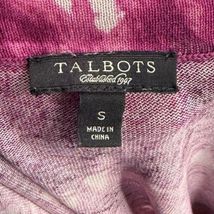 TALBOTS
Established 1947
S
MADE IN
CHINA